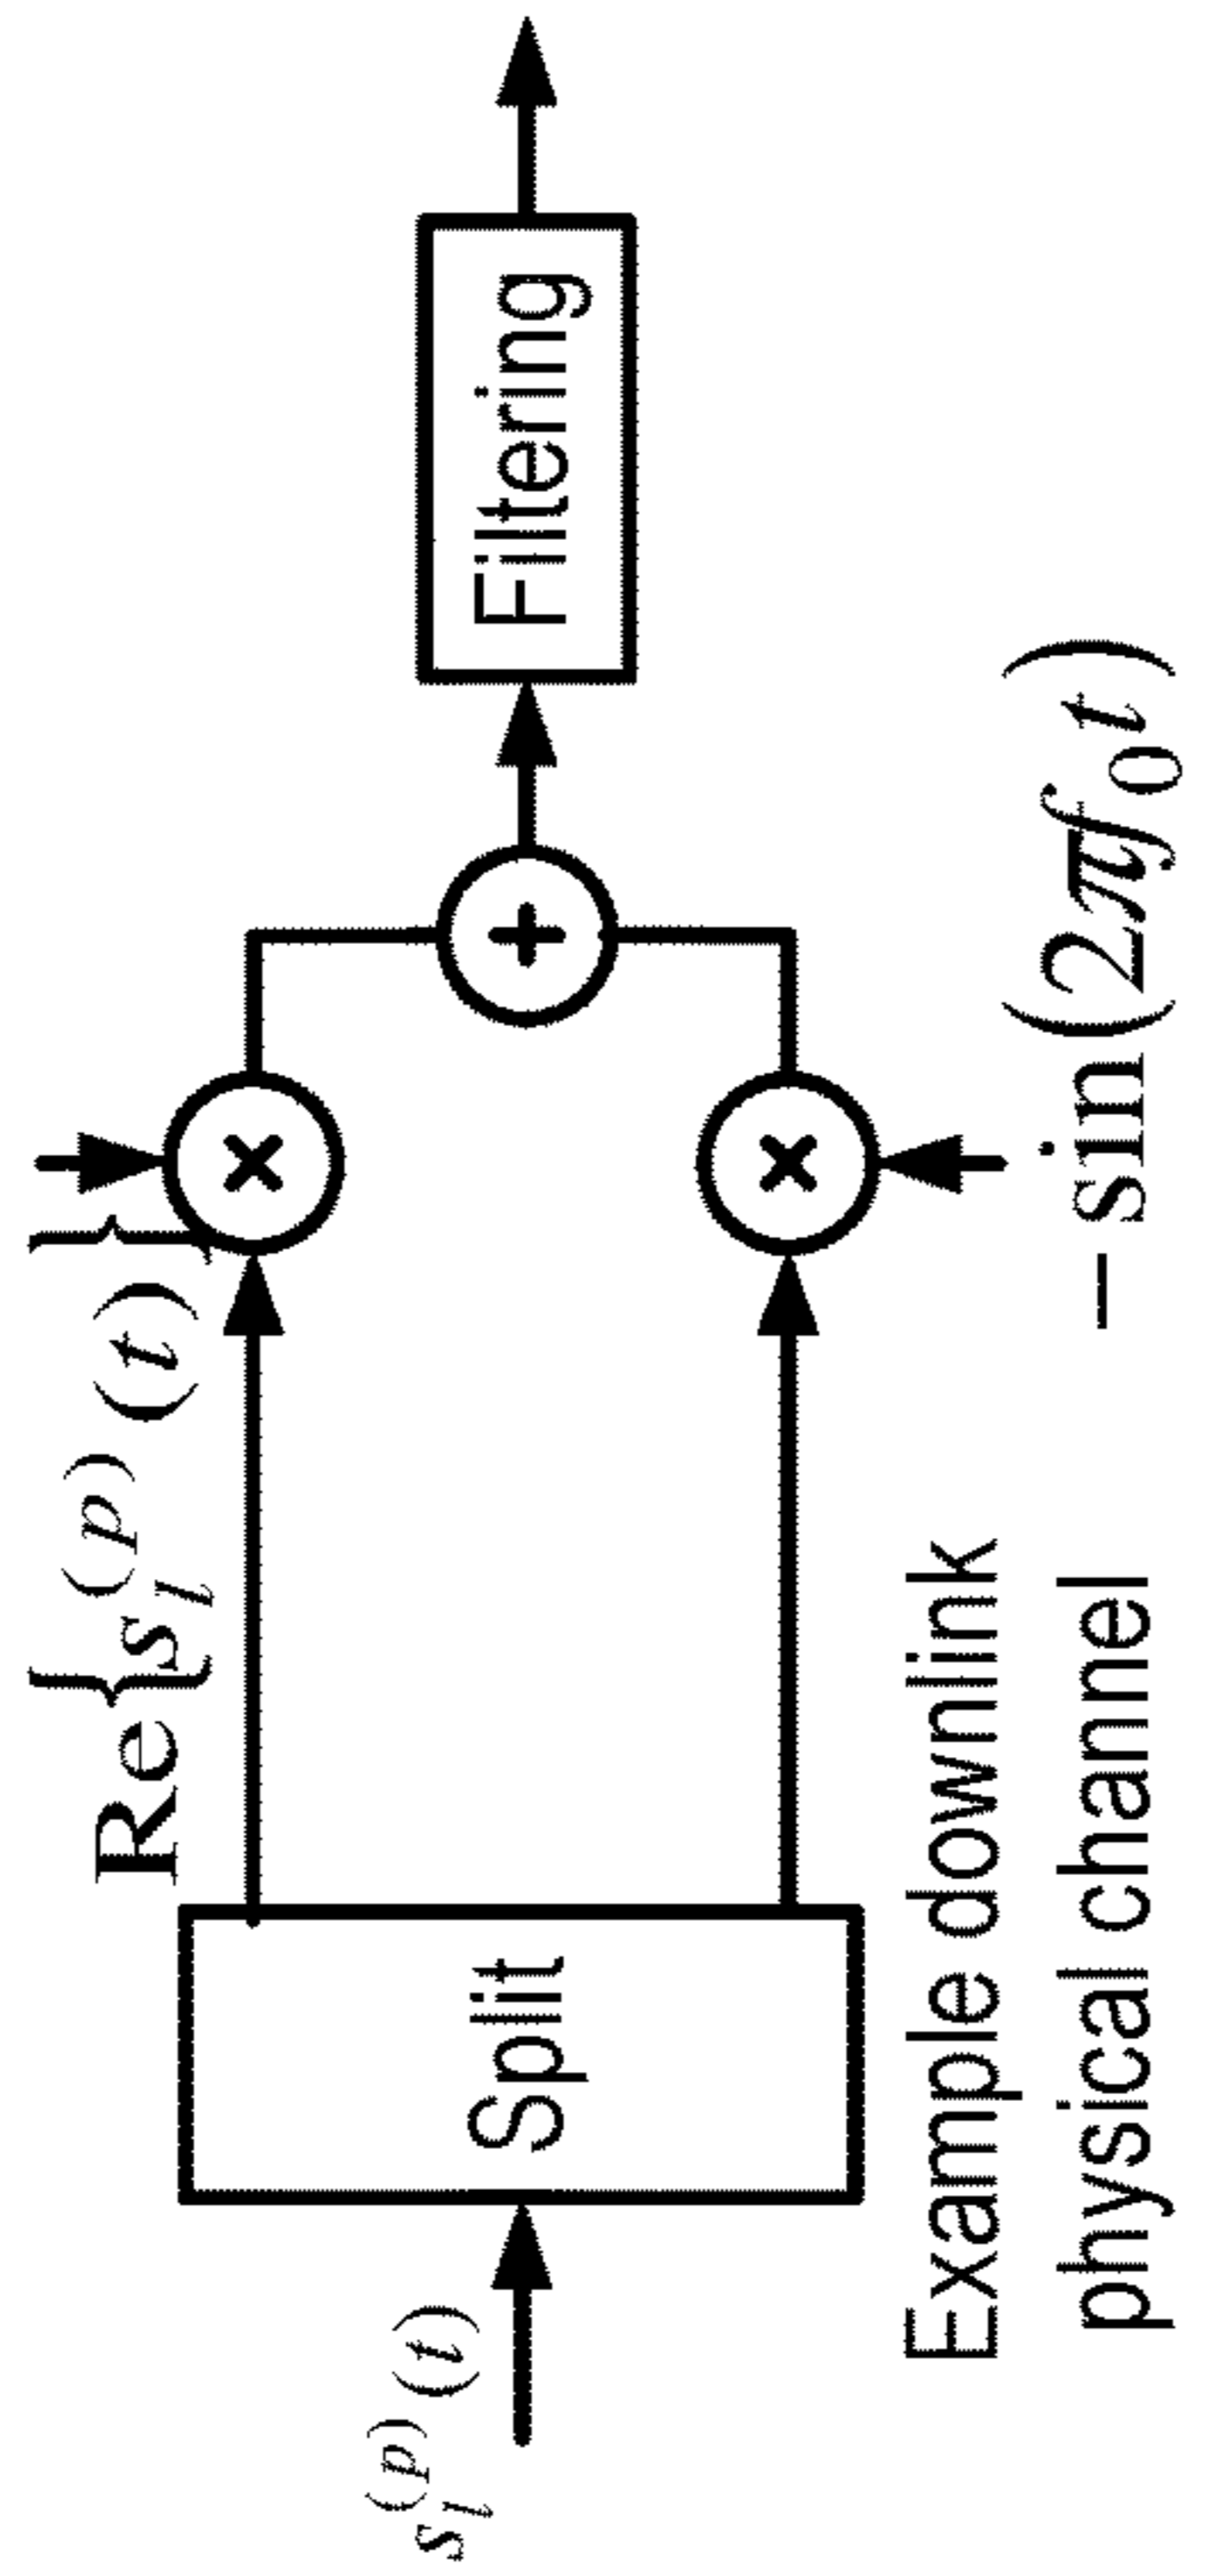 Re{s_l^(p)(t)}
s_l^(p)(t)
Split
×
×
+
Filtering
− sin(2πf_0t)
Example downlink
physical channel